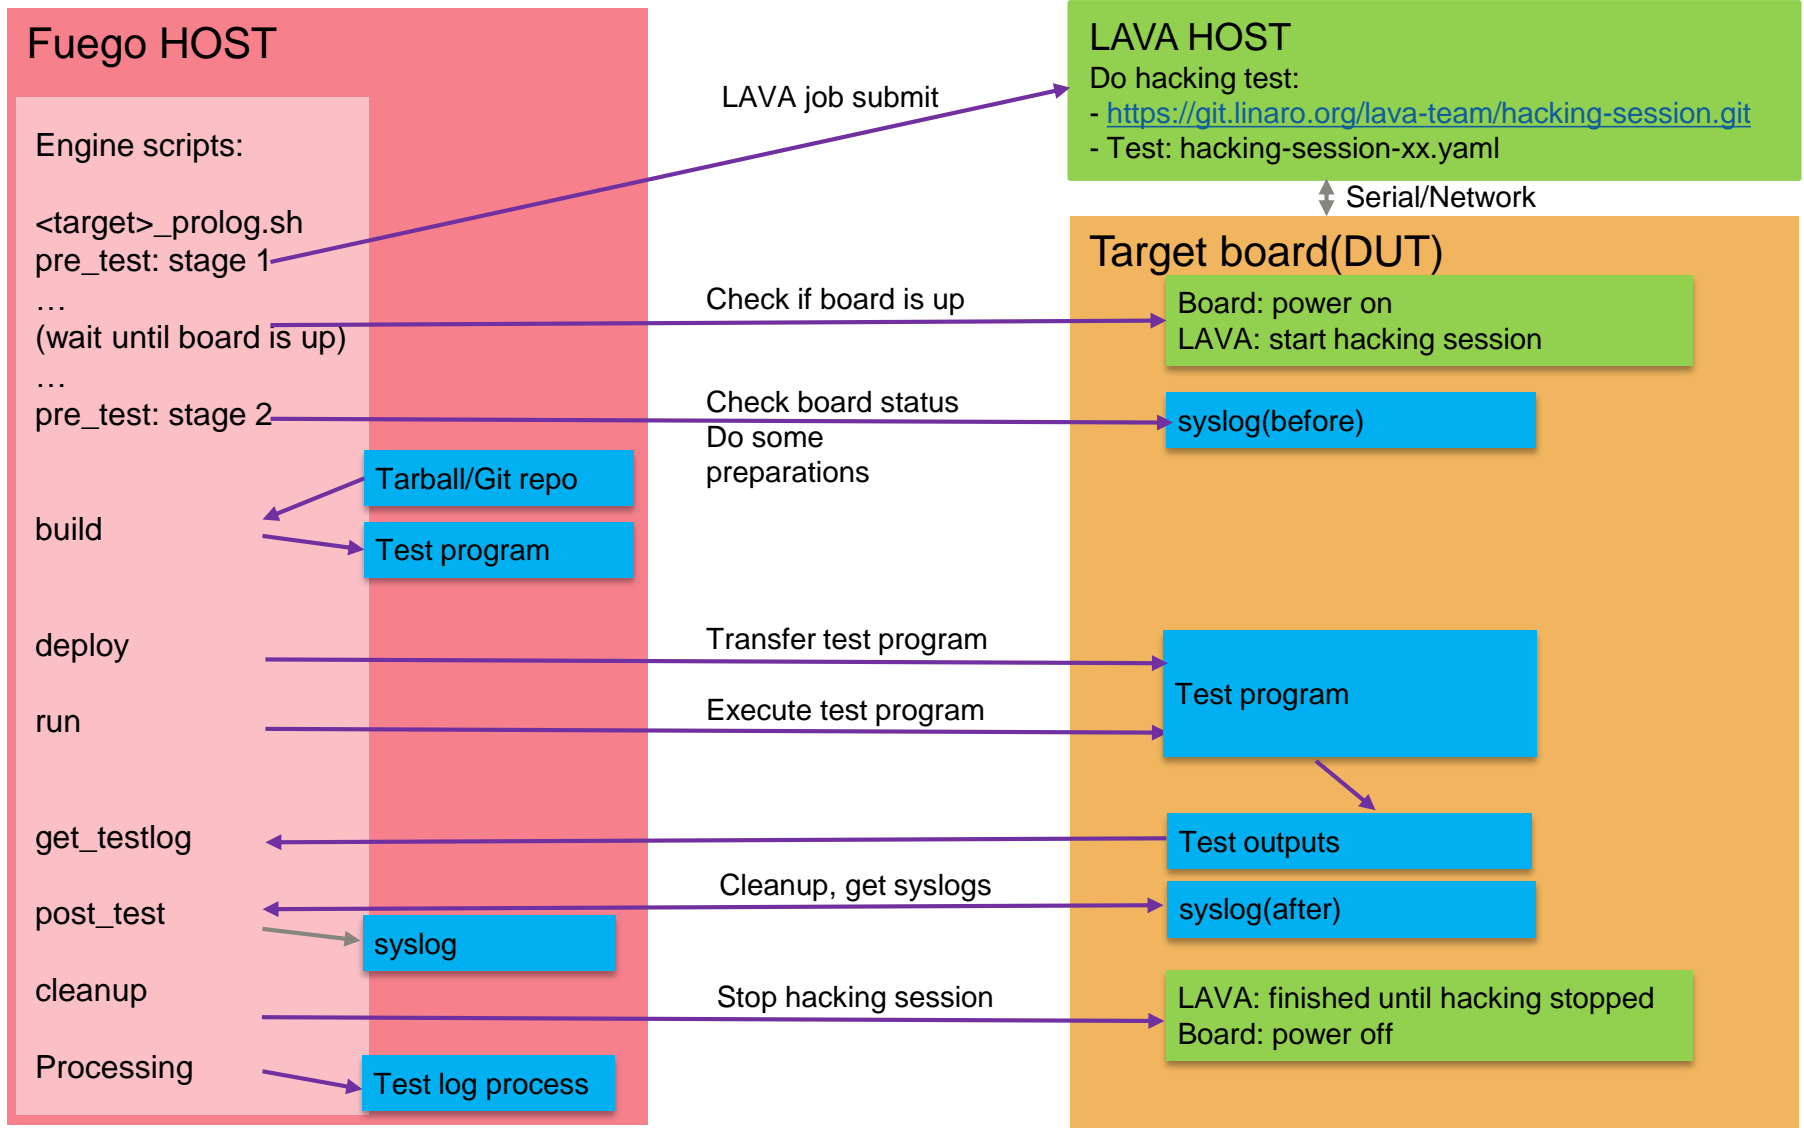 Fuego HOST
Engine scripts:
<target>_prolog.sh
pre_test: stage 1
…
(wait until board is up)
…
pre_test: stage 2
Tarball/Git repo
build
Test program
deploy
run
get_testlog
post_test
syslog
cleanup
Processing
Test log process
LAVA job submit
Check if board is up
Check board status
Do some
preparations
Transfer test program
Execute test program
Cleanup, get syslogs
Stop hacking session
LAVA HOST
Do hacking test:
- https://git.linaro.org/lava-team/hacking-session.git
- Test: hacking-session-xx.yaml
Serial/Network
Target board(DUT)
Board: power on
LAVA: start hacking session
syslog(before)
Test program
Test outputs
syslog(after)
LAVA: finished until hacking stopped
Board: power off